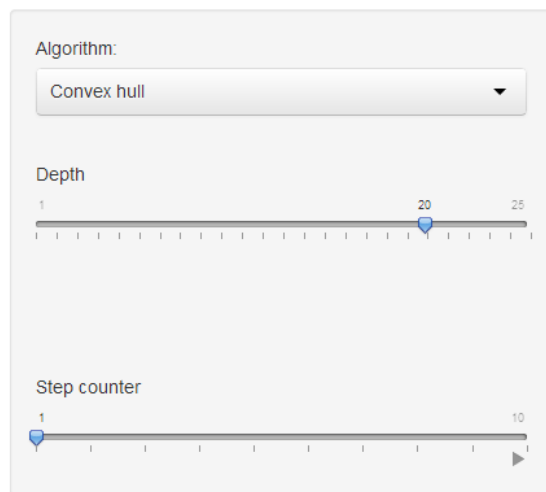 Algorithm:
Convex hull
Depth
1 20 25
Step counter
1 10